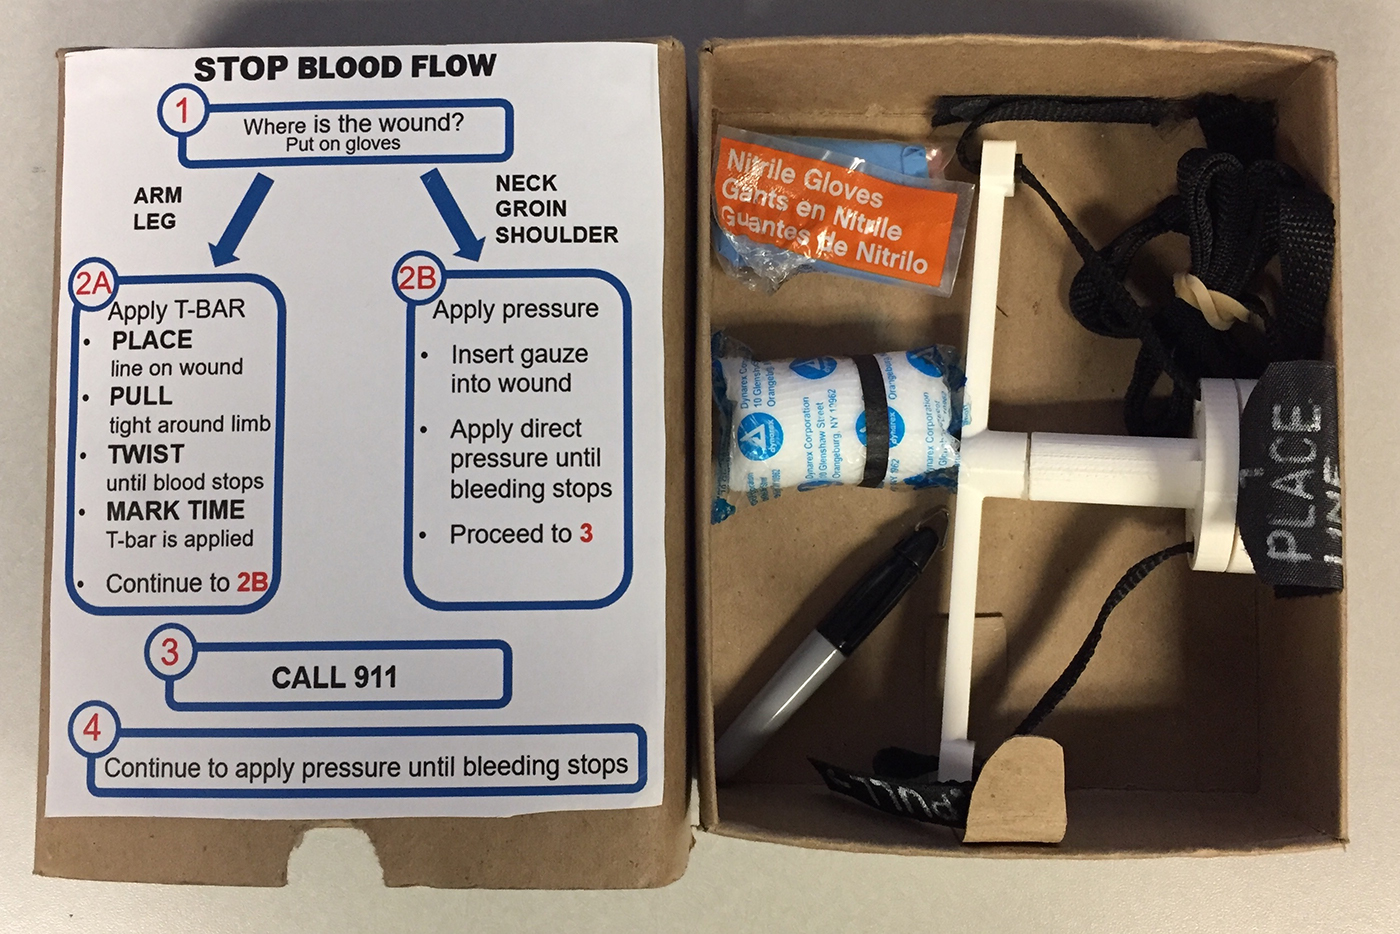 STOP BLOOD FLOW
1
Where is the wound?
Put on gloves
ARM
LEG
NECK
GROIN
SHOULDER
2A
Apply T-BAR
• PLACE
line on wound
• PULL
tight around limb
• TWIST
until blood stops
• MARK TIME
T-bar is applied
• Continue to 2B
2B
Apply pressure
• Insert gauze
into wound
• Apply direct
pressure until
bleeding stops
• Proceed to 3
3
CALL 911
4
Continue to apply pressure until bleeding stops
Nitrile Gloves
Gants en Nitrile
Guantes de Nitrilo
dynarex
Dynarex Corporation
10 Glenshaw Street
Orangeburg, NY 10962
PLACE
LINE
PULL